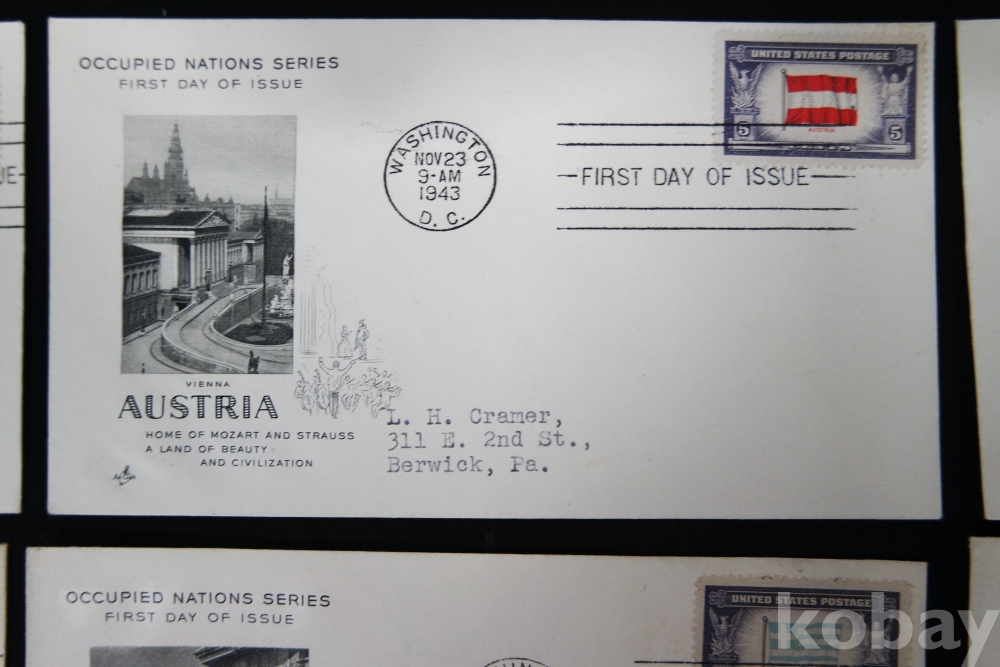 OCCUPIED NATIONS SERIES
FIRST DAY OF ISSUE
UNITED STATES POSTAGE
AUSTRIA
5 5
WASHINGTON
NOV 23
9-AM
1943
D. C.
FIRST DAY OF ISSUE
VIENNA
AUSTRIA
HOME OF MOZART AND STRAUSS
A LAND OF BEAUTY
AND CIVILIZATION
L. H. Cramer,
311 E. 2nd St.,
Berwick, Pa.
OCCUPIED NATIONS SERIES
FIRST DAY OF ISSUE
UNITED STATES POSTAGE
kobay